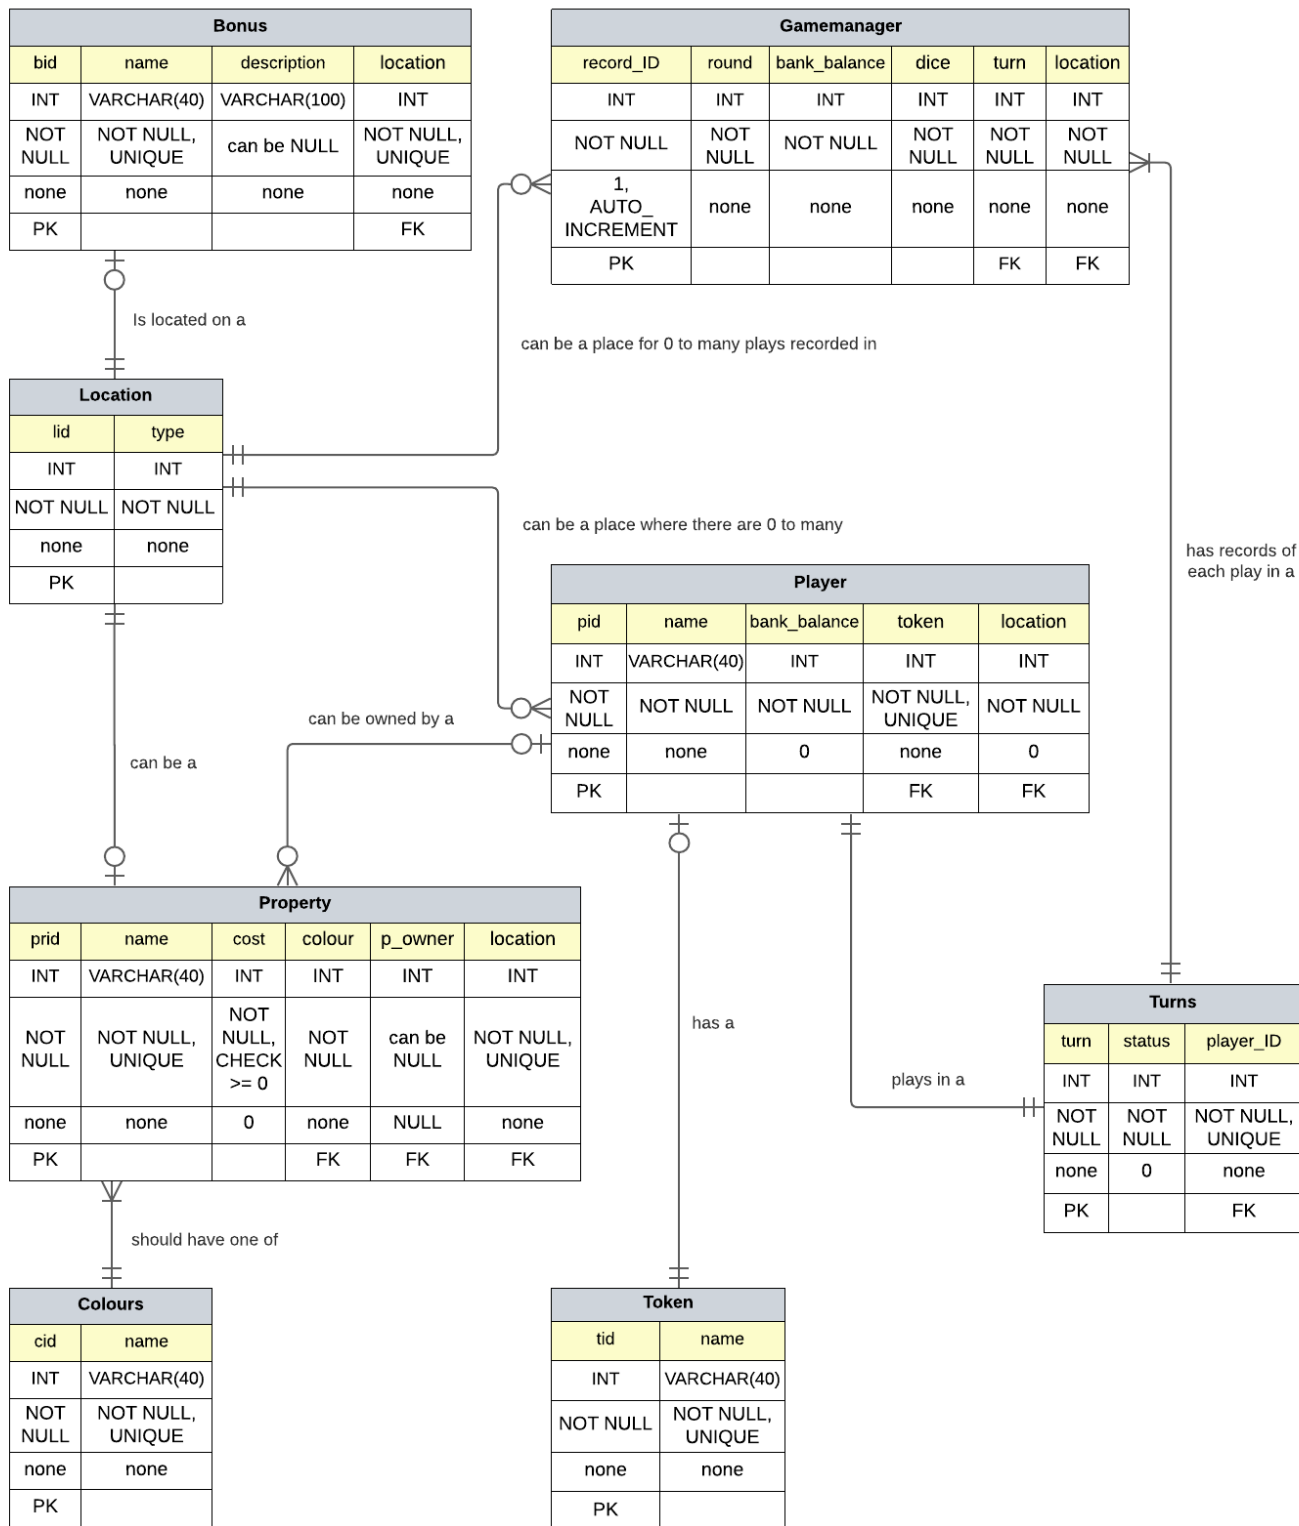 Bonus
bid name description location
INT VARCHAR(40) VARCHAR(100) INT
NOT NULL NOT NULL, UNIQUE can be NULL NOT NULL, UNIQUE
none none none none
PK FK
Gamemanager
record_ID round bank_balance dice turn location
INT INT INT INT INT INT
NOT NULL NOT NULL NOT NULL NOT NULL NOT NULL NOT NULL
1, AUTO_ INCREMENT none none none none none
PK FK FK
Is located on a
can be a place for 0 to many plays recorded in
Location
lid type
INT INT
NOT NULL NOT NULL
none none
PK
can be a place where there are 0 to many
has records of
each play in a
Player
pid name bank_balance token location
INT VARCHAR(40) INT INT INT
NOT NULL NOT NULL NOT NULL NOT NULL, UNIQUE NOT NULL
none none 0 none 0
PK FK FK
can be owned by a
can be a
Property
prid name cost colour p_owner location
INT VARCHAR(40) INT INT INT INT
NOT NULL NOT NULL, UNIQUE NOT NULL, CHECK >= 0 NOT NULL can be NULL NOT NULL, UNIQUE
none none 0 none NULL none
PK FK FK FK
has a
plays in a
Turns
turn status player_ID
INT INT INT
NOT NULL NOT NULL NOT NULL, UNIQUE
none 0 none
PK FK
should have one of
Colours
cid name
INT VARCHAR(40)
NOT NULL NOT NULL, UNIQUE
none none
PK
Token
tid name
INT VARCHAR(40)
NOT NULL NOT NULL, UNIQUE
none none
PK